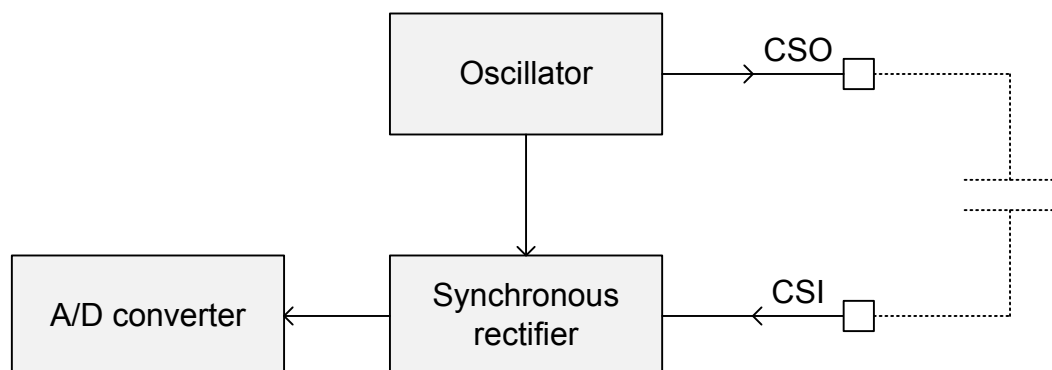 Oscillator
CSO
A/D converter
Synchronous
rectifier
CSI